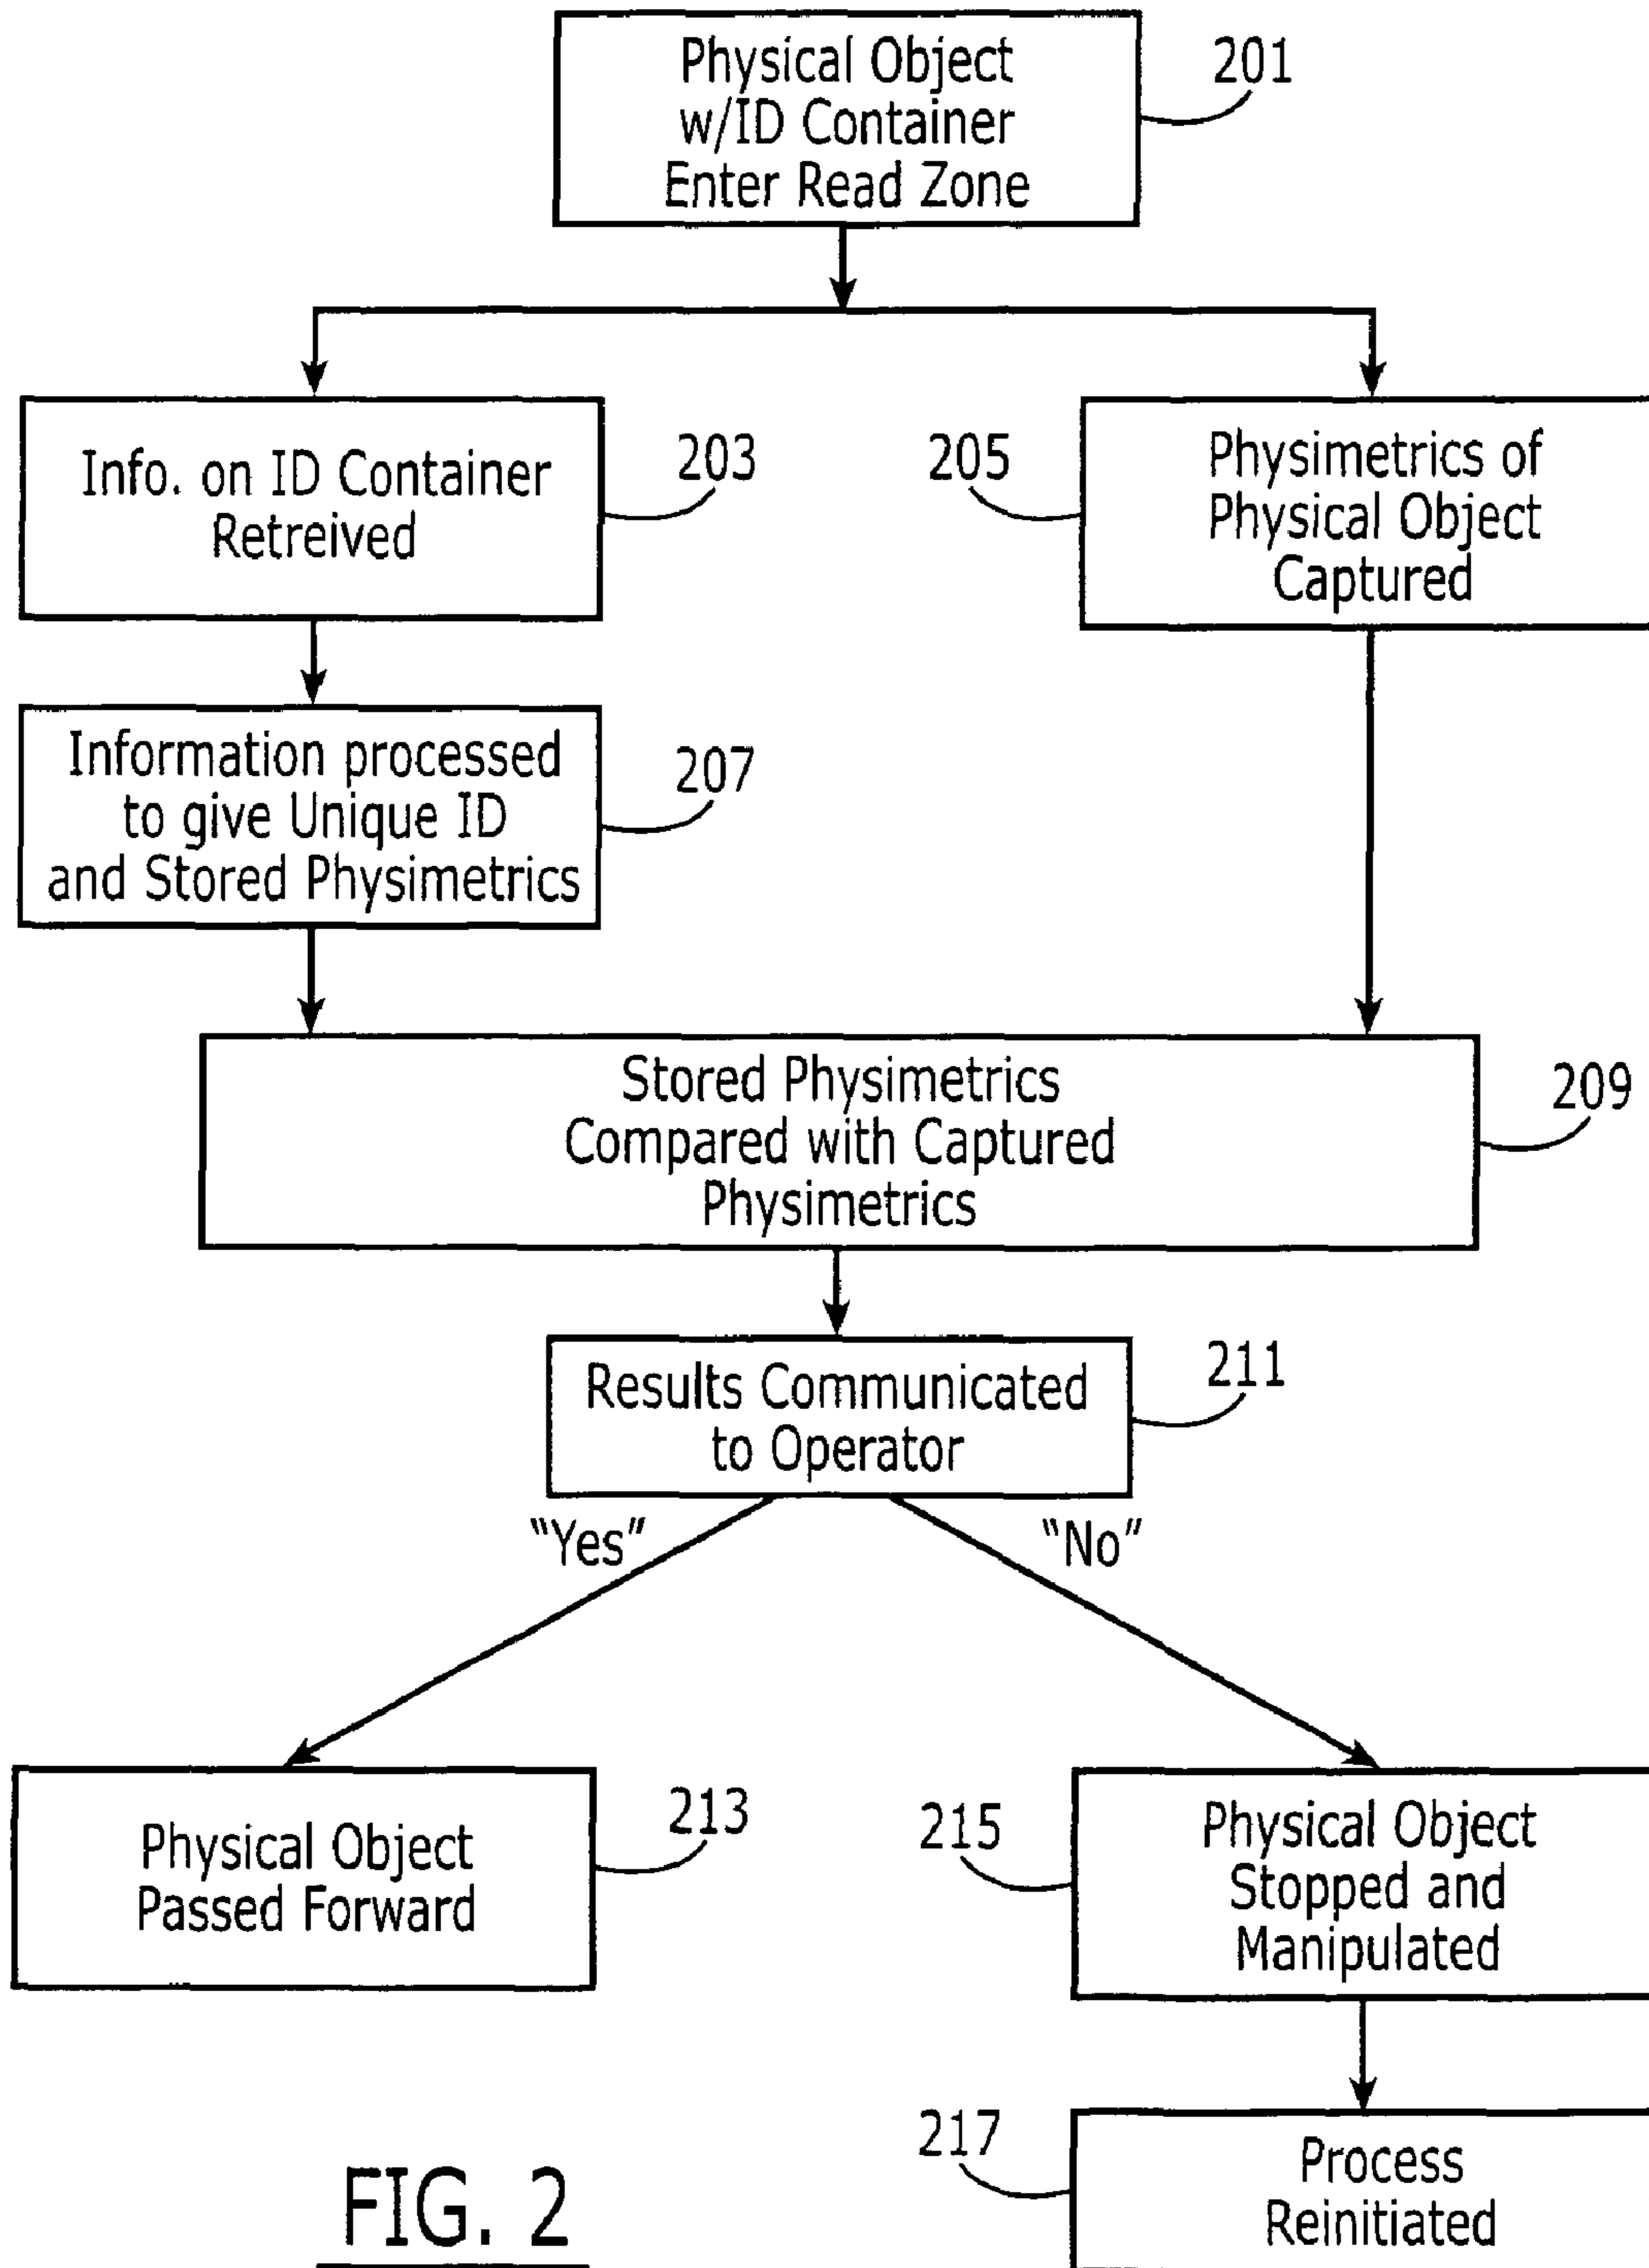 Physical Object
w/ID Container
Enter Read Zone
201
Info. on ID Container
Retreived
203
205
Physimetrics of
Physical Object
Captured
Information processed
to give Unique ID
and Stored Physimetrics
207
Stored Physimetrics
Compared with Captured
Physimetrics
209
Results Communicated
to Operator
211
"Yes"
"No"
Physical Object
Passed Forward
213
215
Physical Object
Stopped and
Manipulated
217
Process
Reinitiated
FIG. 2